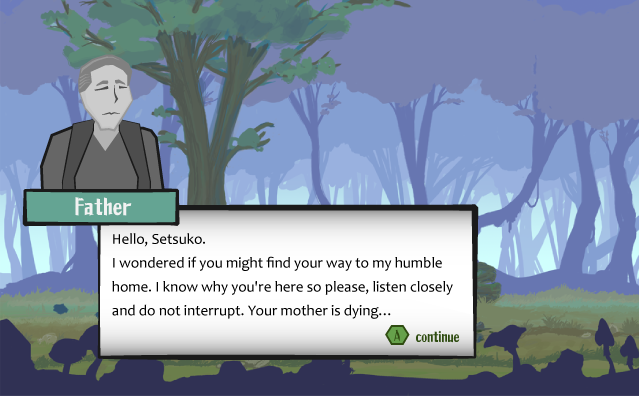 Father
Hello, Setsuko.
I wondered if you might find your way to my humble
home. I know why you're here so please, listen closely
and do not interrupt. Your mother is dying...
A continue